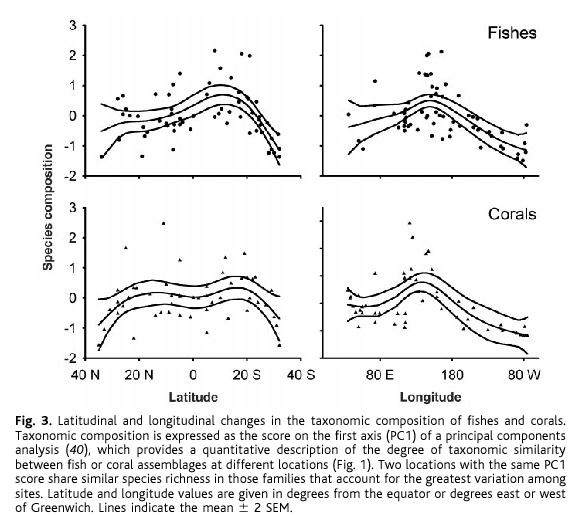 Fishes
3
2
1
0
-1
-2
Species composition
Corals
3
2
1
0
-1
-2
40 N 20 N 0 20 S 40 S 80 E 180 80 W
Latitude Longitude
Fig. 3. Latitudinal and longitudinal changes in the taxonomic composition of fishes and corals.
Taxonomic composition is expressed as the score on the first axis (PC1) of a principal components
analysis (40), which provides a quantitative description of the degree of taxonomic similarity
between fish or coral assemblages at different locations (Fig. 1). Two locations with the same PC1
score share similar species richness in those families that account for the greatest variation among
sites. Latitude and longitude values are given in degrees from the equator or degrees east or west
of Greenwich. Lines indicate the mean ± 2 SEM.